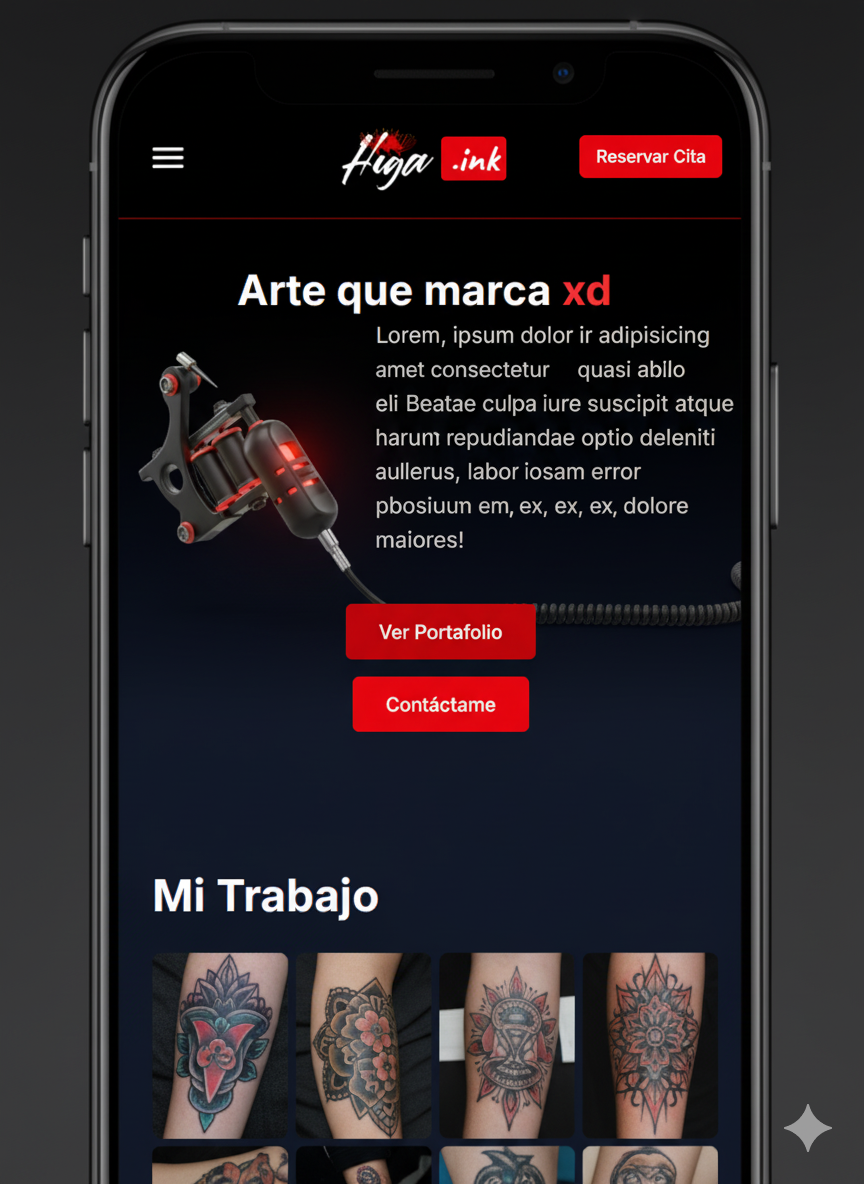 Higa .ink
Reservar Cita
Arte que marca xd
Lorem, ipsum dolor ir adipisicing
amet consectetur quasi abilo
eli Beatae culpa iure suscipit atque
harum repudiandae optio deleniti
aullerus, labor iosam error
pbosiuun em, ex, ex, ex, dolore
maiores!
Ver Portafolio
Contáctame
Mi Trabajo